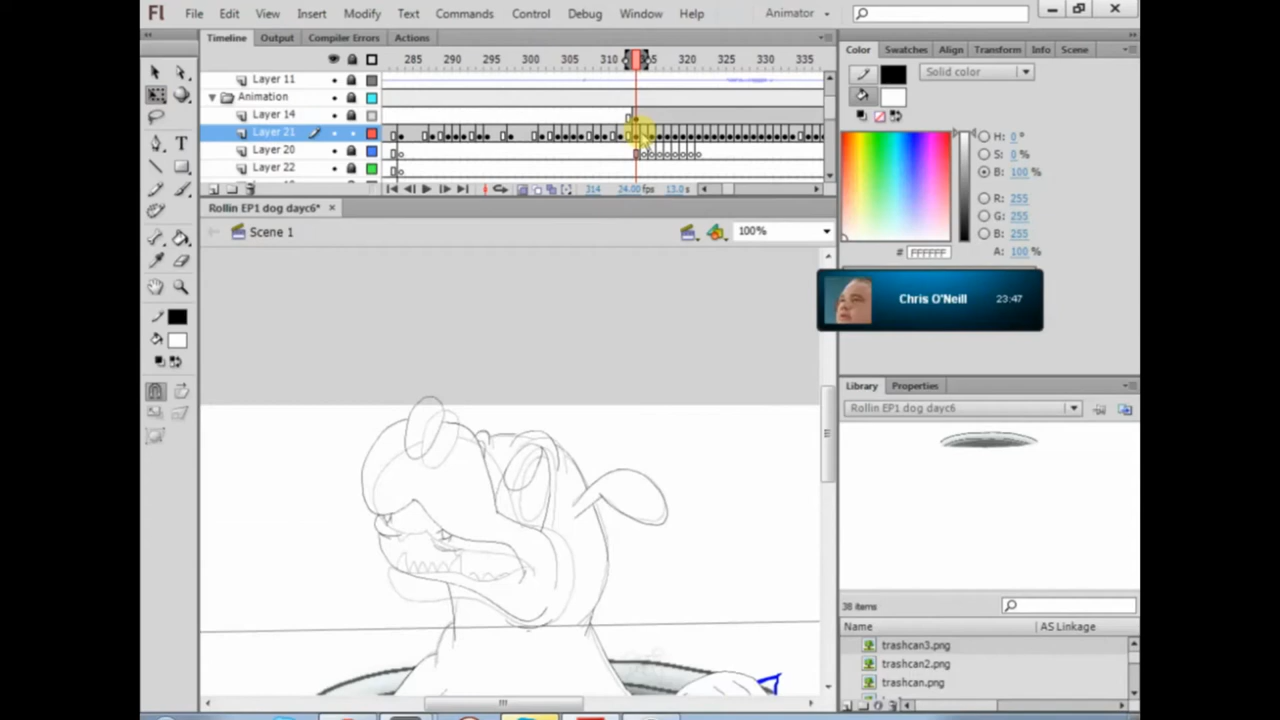 Fl File Edit View Insert Modify Text Commands Control Debug Window Help Animator
Timeline Output Compiler Errors Actions
285 290 295 300 305 310 315 320 325 330 335
Layer 11
Animation
Layer 14
Layer 21
Layer 20
Layer 22
314 24.00 fps 13.0 s
Rollin EP1 dog dayc6* ×
Scene 1
100%
Color Swatches Align Transform Info Scene
Solid color
H: 0 °
S: 0 %
B: 100 %
R: 255
G: 255
B: 255
# FFFFFF A: 100 %
Chris O'Neill 23:47
Library Properties
Rollin EP1 dog dayc6
38 items
Name AS Linkage
trashcan3.png
trashcan2.png
trashcan.png